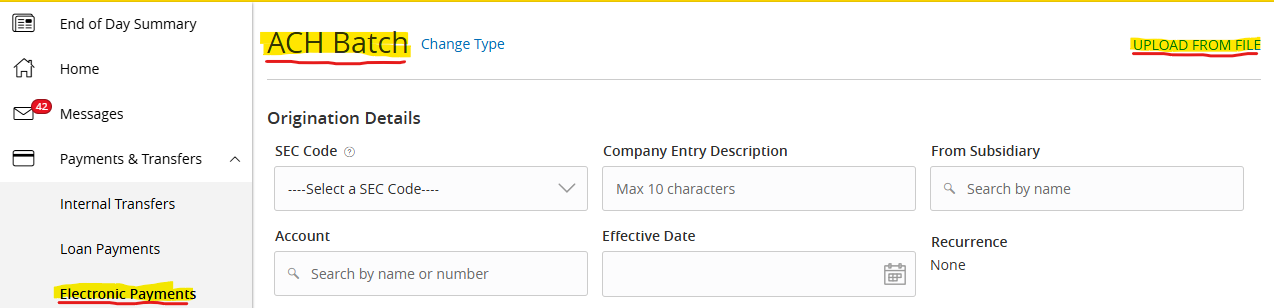 End of Day Summary
Home
42
Messages
Payments & Transfers
Internal Transfers
Loan Payments
Electronic Payments
ACH Batch Change Type UPLOAD FROM FILE
Origination Details
SEC Code ? Company Entry Description From Subsidiary
----Select a SEC Code---- Max 10 characters Search by name
Account Effective Date Recurrence
Search by name or number None